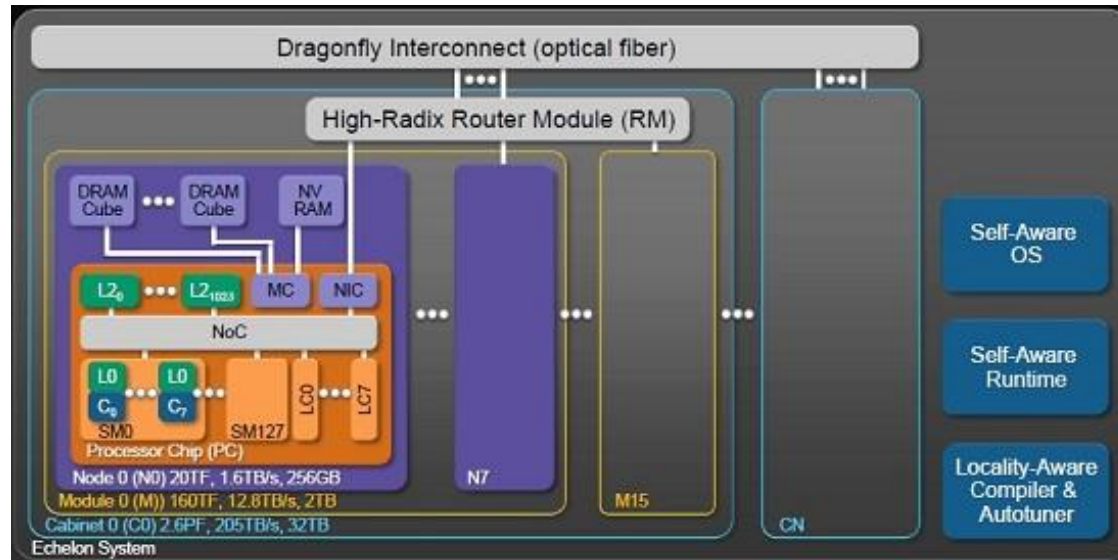 Dragonfly Interconnect (optical fiber)
High-Radix Router Module (RM)
DRAM
Cube
DRAM
Cube
NV
RAM
L2₀
L2₁₀₂₃
MC
NIC
NoC
L0
C₀
L0
C₇
SM0
SM127
LC0
LC7
Processor Chip (PC)
Node 0 (N0) 20TF, 1.6TB/s, 256GB
N7
Module 0 (M)) 160TF, 12.8TB/s, 2TB
M15
Cabinet 0 (C0) 2.6PF, 205TB/s, 32TB
CN
Echelon System
Self-Aware
OS
Self-Aware
Runtime
Locality-Aware
Compiler &
Autotuner